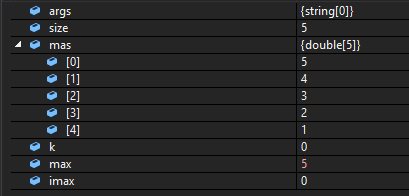 args {string[0]}
size 5
mas {double[5]}
[0] 5
[1] 4
[2] 3
[3] 2
[4] 1
k 0
max 5
imax 0